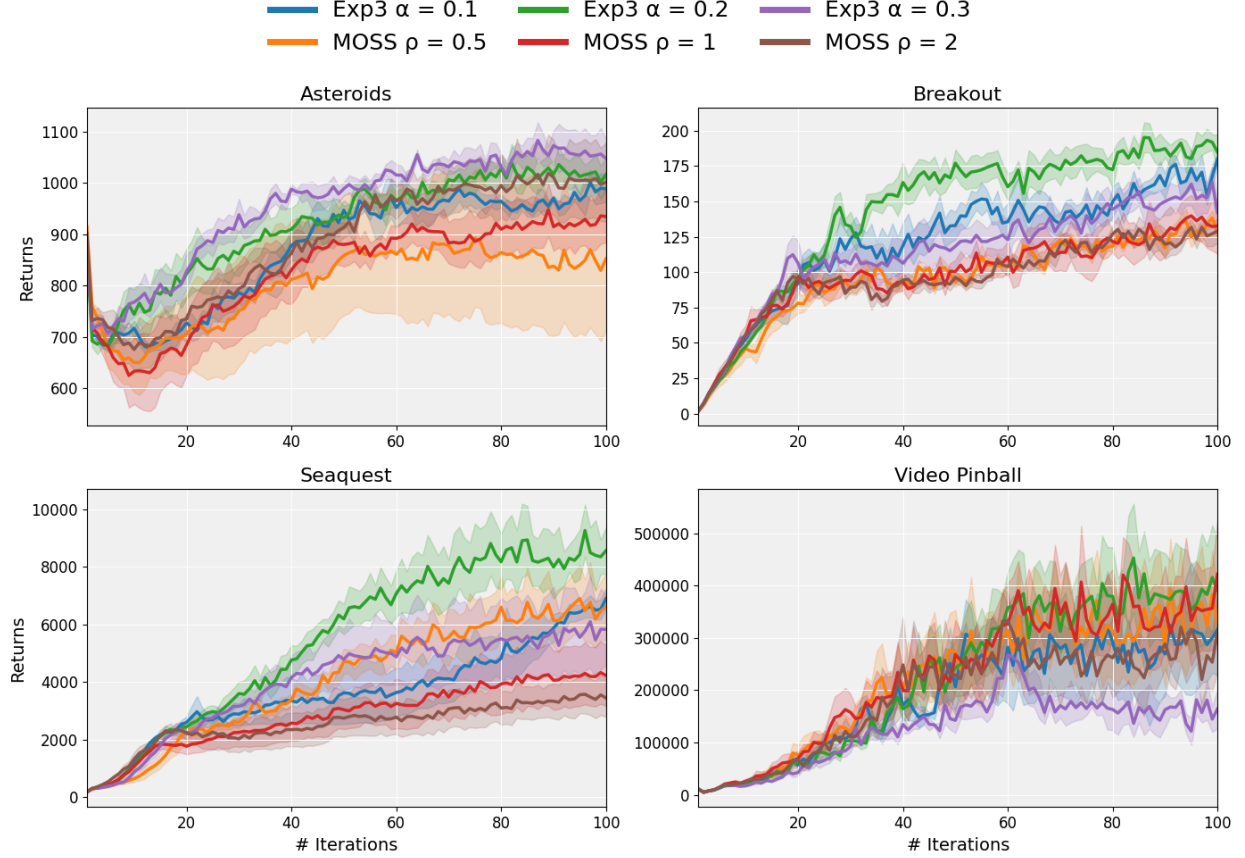 Exp3 α = 0.1 Exp3 α = 0.2 Exp3 α = 0.3
MOSS ρ = 0.5 MOSS ρ = 1 MOSS ρ = 2
Asteroids
Returns
1100
1000
900
800
700
600
20 40 60 80 100
Breakout
200
175
150
125
100
75
50
25
0
20 40 60 80 100
Seaquest
Returns
10000
8000
6000
4000
2000
0
20 40 60 80 100
# Iterations
Video Pinball
500000
400000
300000
200000
100000
0
20 40 60 80 100
# Iterations